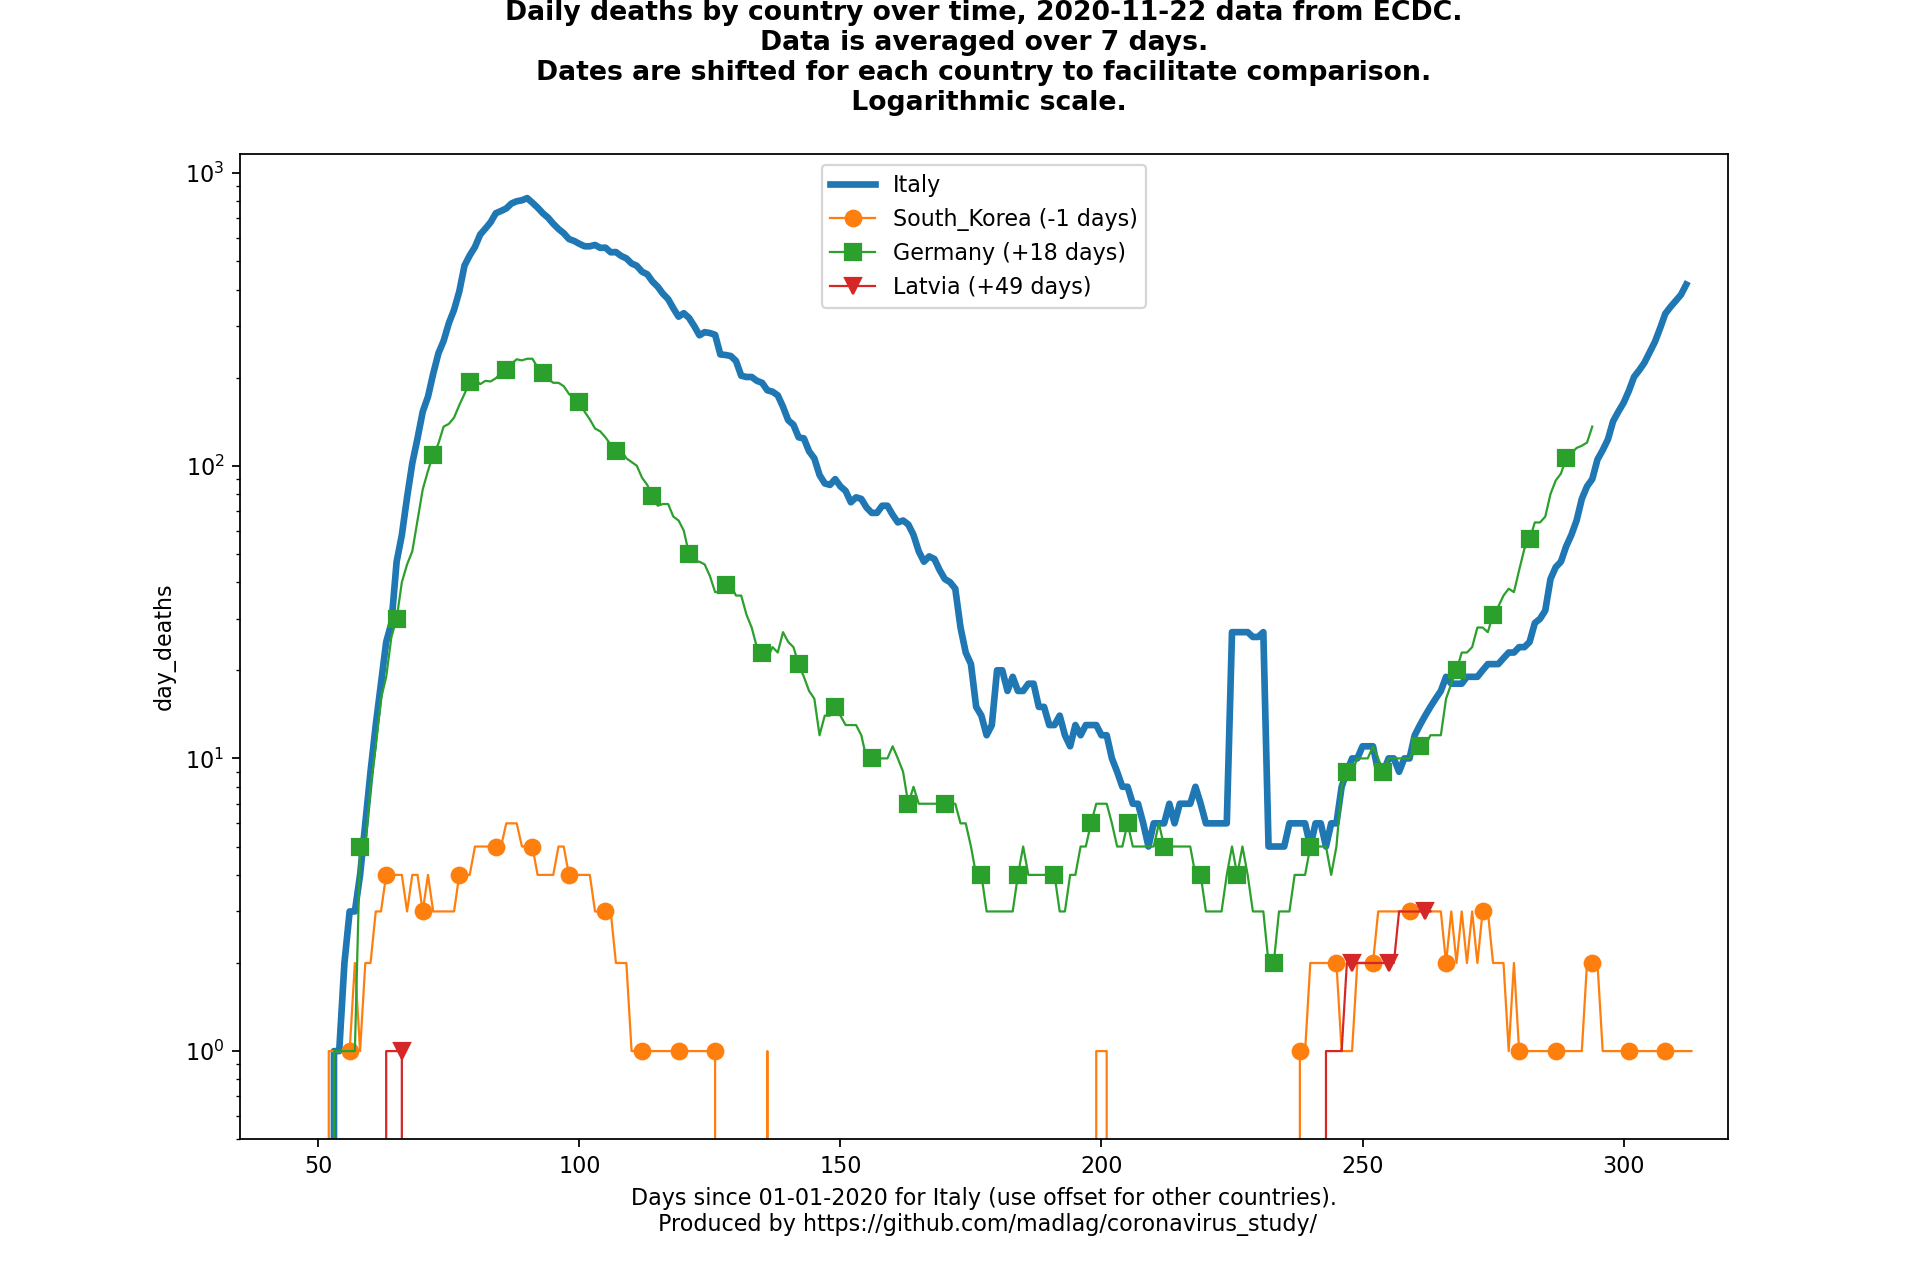 Daily deaths by country over time, 2020-11-22 data from ECDC.
Data is averaged over 7 days.
Dates are shifted for each country to facilitate comparison.
Logarithmic scale.
10³
10²
10¹
10⁰
day_deaths
Italy
South_Korea (-1 days)
Germany (+18 days)
Latvia (+49 days)
50 100 150 200 250 300
Days since 01-01-2020 for Italy (use offset for other countries).
Produced by https://github.com/madlag/coronavirus_study/